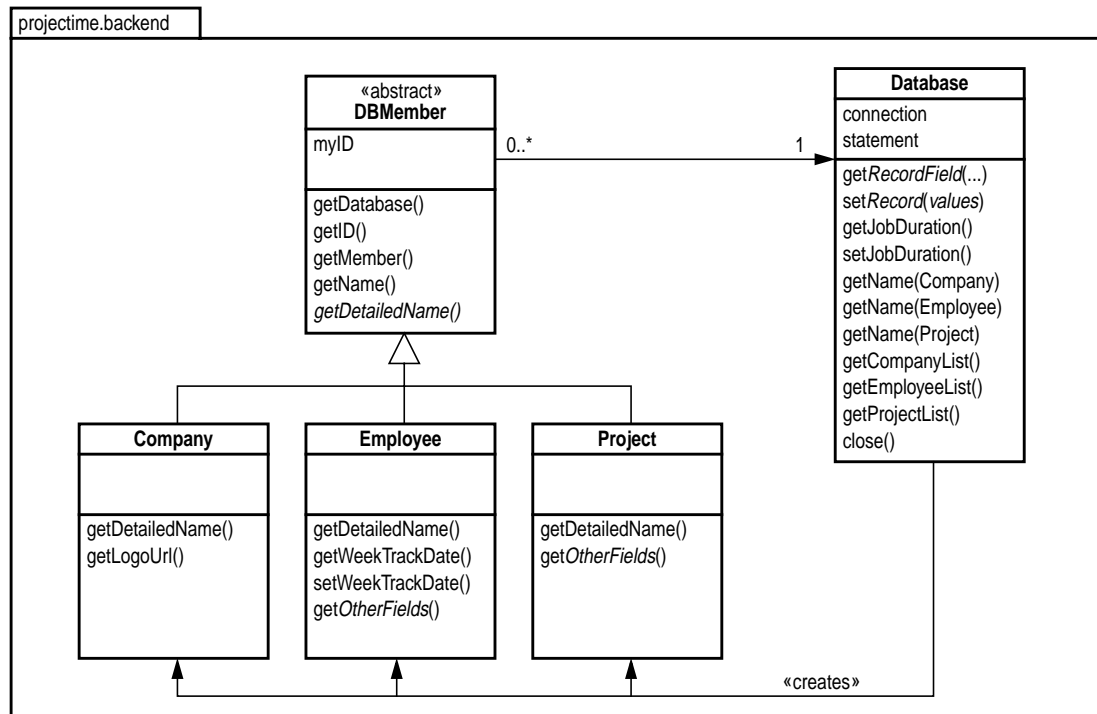 projectime.backend
«abstract»
DBMember
myID
getDatabase()
getID()
getMember()
getName()
getDetailedName()
0..*
1
Database
connection
statement
getRecordField(...)
setRecord(values)
getJobDuration()
setJobDuration()
getName(Company)
getName(Employee)
getName(Project)
getCompanyList()
getEmployeeList()
getProjectList()
close()
Company
getDetailedName()
getLogoUrl()
Employee
getDetailedName()
getWeekTrackDate()
setWeekTrackDate()
getOtherFields()
Project
getDetailedName()
getOtherFields()
«creates»